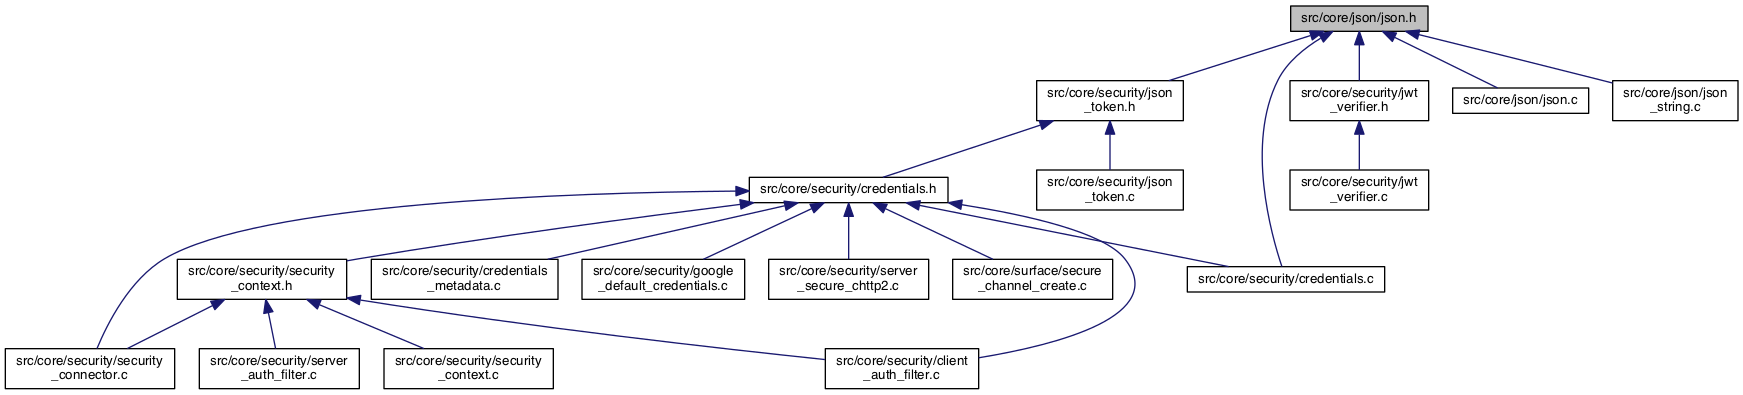 src/core/json/json.h
src/core/security/json
_token.h
src/core/security/jwt
_verifier.h
src/core/json/json.c
src/core/json/json
_string.c
src/core/security/credentials.h
src/core/security/json
_token.c
src/core/security/jwt
_verifier.c
src/core/security/security
_context.h
src/core/security/credentials
_metadata.c
src/core/security/google
_default_credentials.c
src/core/security/server
_secure_chttp2.c
src/core/surface/secure
_channel_create.c
src/core/security/credentials.c
src/core/security/security
_connector.c
src/core/security/server
_auth_filter.c
src/core/security/security
_context.c
src/core/security/client
_auth_filter.c